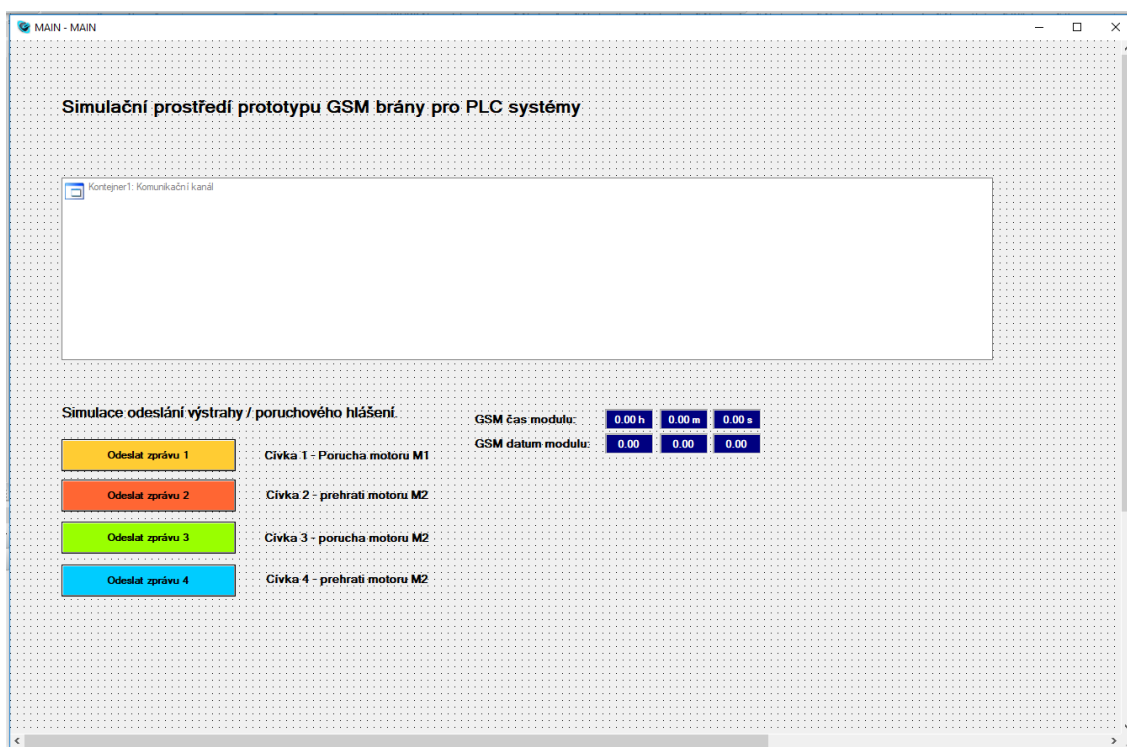 MAIN - MAIN
Simulační prostředí prototypu GSM brány pro PLC systémy
Kontejner1: Komunikační kanál
Simulace odeslání výstrahy / poruchového hlášení.
GSM čas modulu: 0.00 h 0.00 m 0.00 s
GSM datum modulu: 0.00 0.00 0.00
Odeslat zprávu 1 Cívka 1 - Porucha motoru M1
Odeslat zprávu 2 Cívka 2 - prehrati motoru M2
Odeslat zprávu 3 Cívka 3 - porucha motoru M2
Odeslat zprávu 4 Cívka 4 - prehrati motoru M2